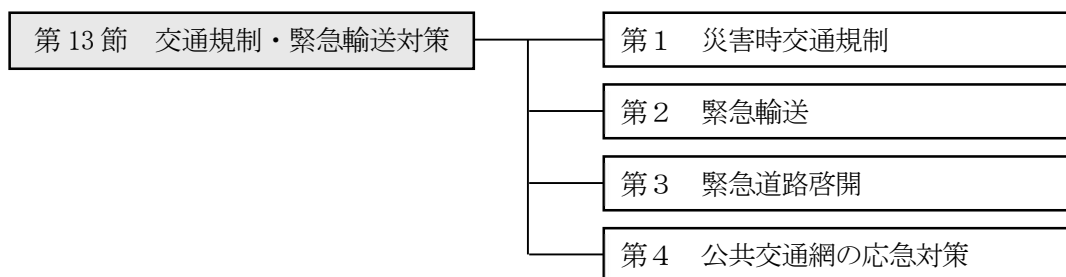 第13節　交通規制・緊急輸送対策
第１　災害時交通規制
第２　緊急輸送
第３　緊急道路啓開
第４　公共交通網の応急対策